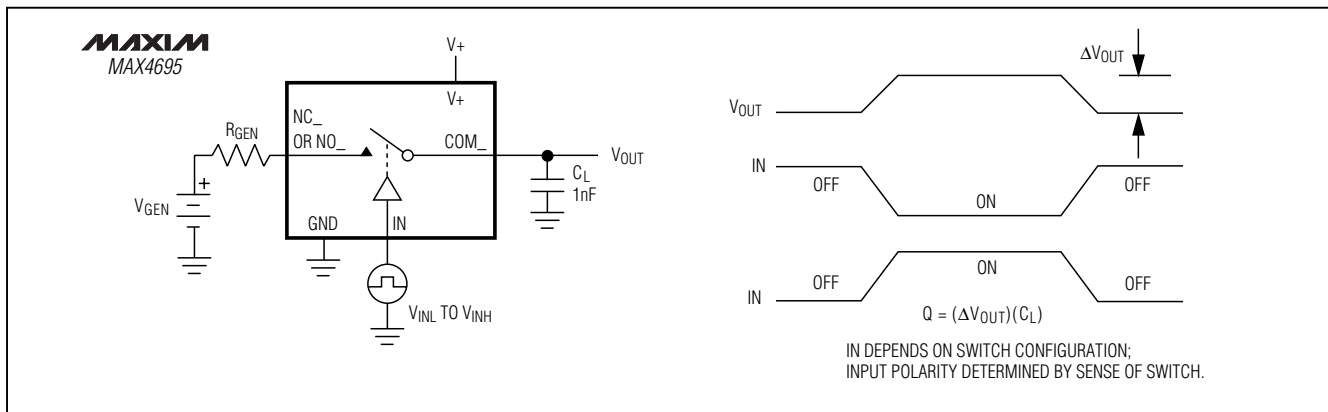 MAXIM
MAX4695
V+
V+
NC_
OR NO_
COM_
RGEN
VGEN
+
GND
IN
VOUT
CL
1nF
VINL TO VINH
ΔVOUT
VOUT
IN
OFF
ON
OFF
IN
OFF
ON
OFF
Q = (ΔVOUT)(CL)
IN DEPENDS ON SWITCH CONFIGURATION;
INPUT POLARITY DETERMINED BY SENSE OF SWITCH.